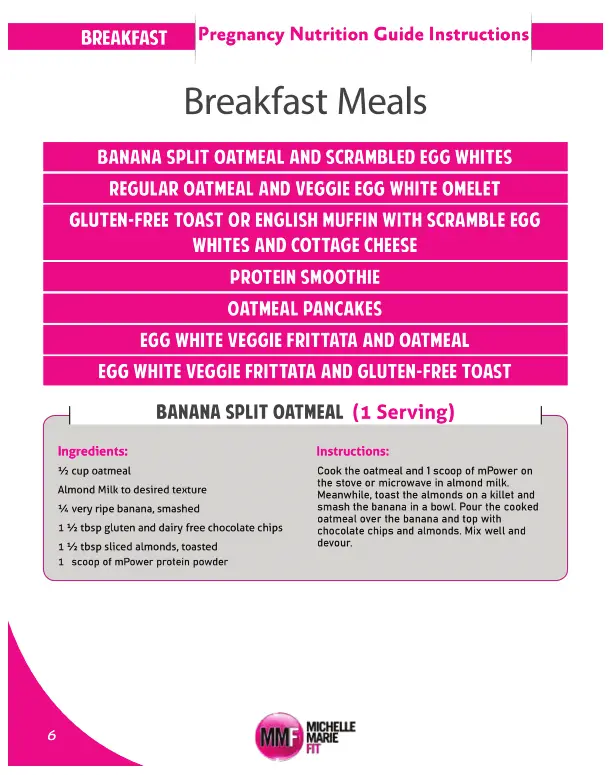 BREAKFAST
Pregnancy Nutrition Guide Instructions
Breakfast Meals
BANANA SPLIT OATMEAL AND SCRAMBLED EGG WHITES
REGULAR OATMEAL AND VEGGIE EGG WHITE OMELET
GLUTEN-FREE TOAST OR ENGLISH MUFFIN WITH SCRAMBLE EGG
WHITES AND COTTAGE CHEESE
PROTEIN SMOOTHIE
OATMEAL PANCAKES
EGG WHITE VEGGIE FRITTATA AND OATMEAL
EGG WHITE VEGGIE FRITTATA AND GLUTEN-FREE TOAST
BANANA SPLIT OATMEAL (1 Serving)
Ingredients:
½ cup oatmeal
Almond Milk to desired texture
¼ very ripe banana, smashed
1 ½ tbsp gluten and dairy free chocolate chips
1 ½ tbsp sliced almonds, toasted
1 scoop of mPower protein powder
Instructions:
Cook the oatmeal and 1 scoop of mPower on
the stove or microwave in almond milk.
Meanwhile, toast the almonds on a killet and
smash the banana in a bowl. Pour the cooked
oatmeal over the banana and top with
chocolate chips and almonds. Mix well and
devour.
6
MMF
MICHELLE
MARIE
FIT